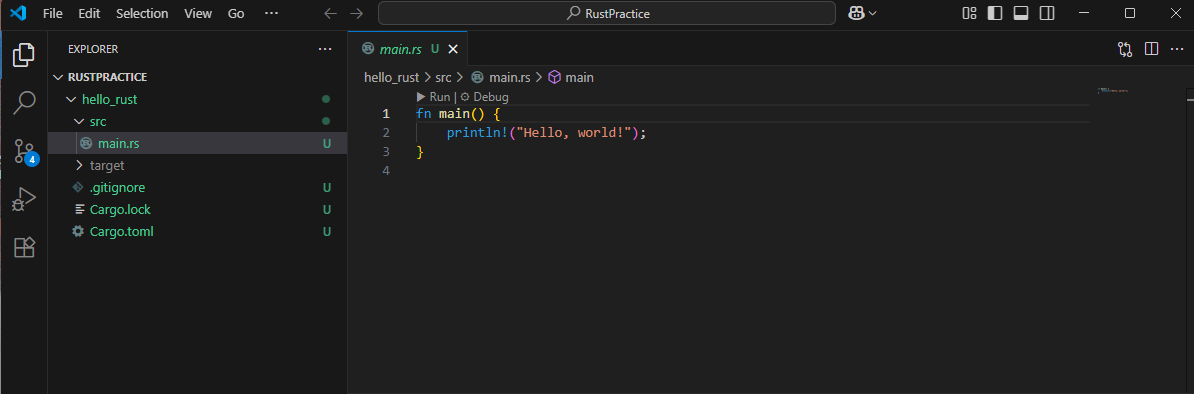 File Edit Selection View Go ··· RustPractice
EXPLORER ···
main.rs U
RUSTPRACTICE
hello_rust
src
main.rs U
target
.gitignore U
Cargo.lock U
Cargo.toml U
4
hello_rust > src > main.rs > main
Run | Debug
1 fn main() {
2 println!("Hello, world!");
3 }
4